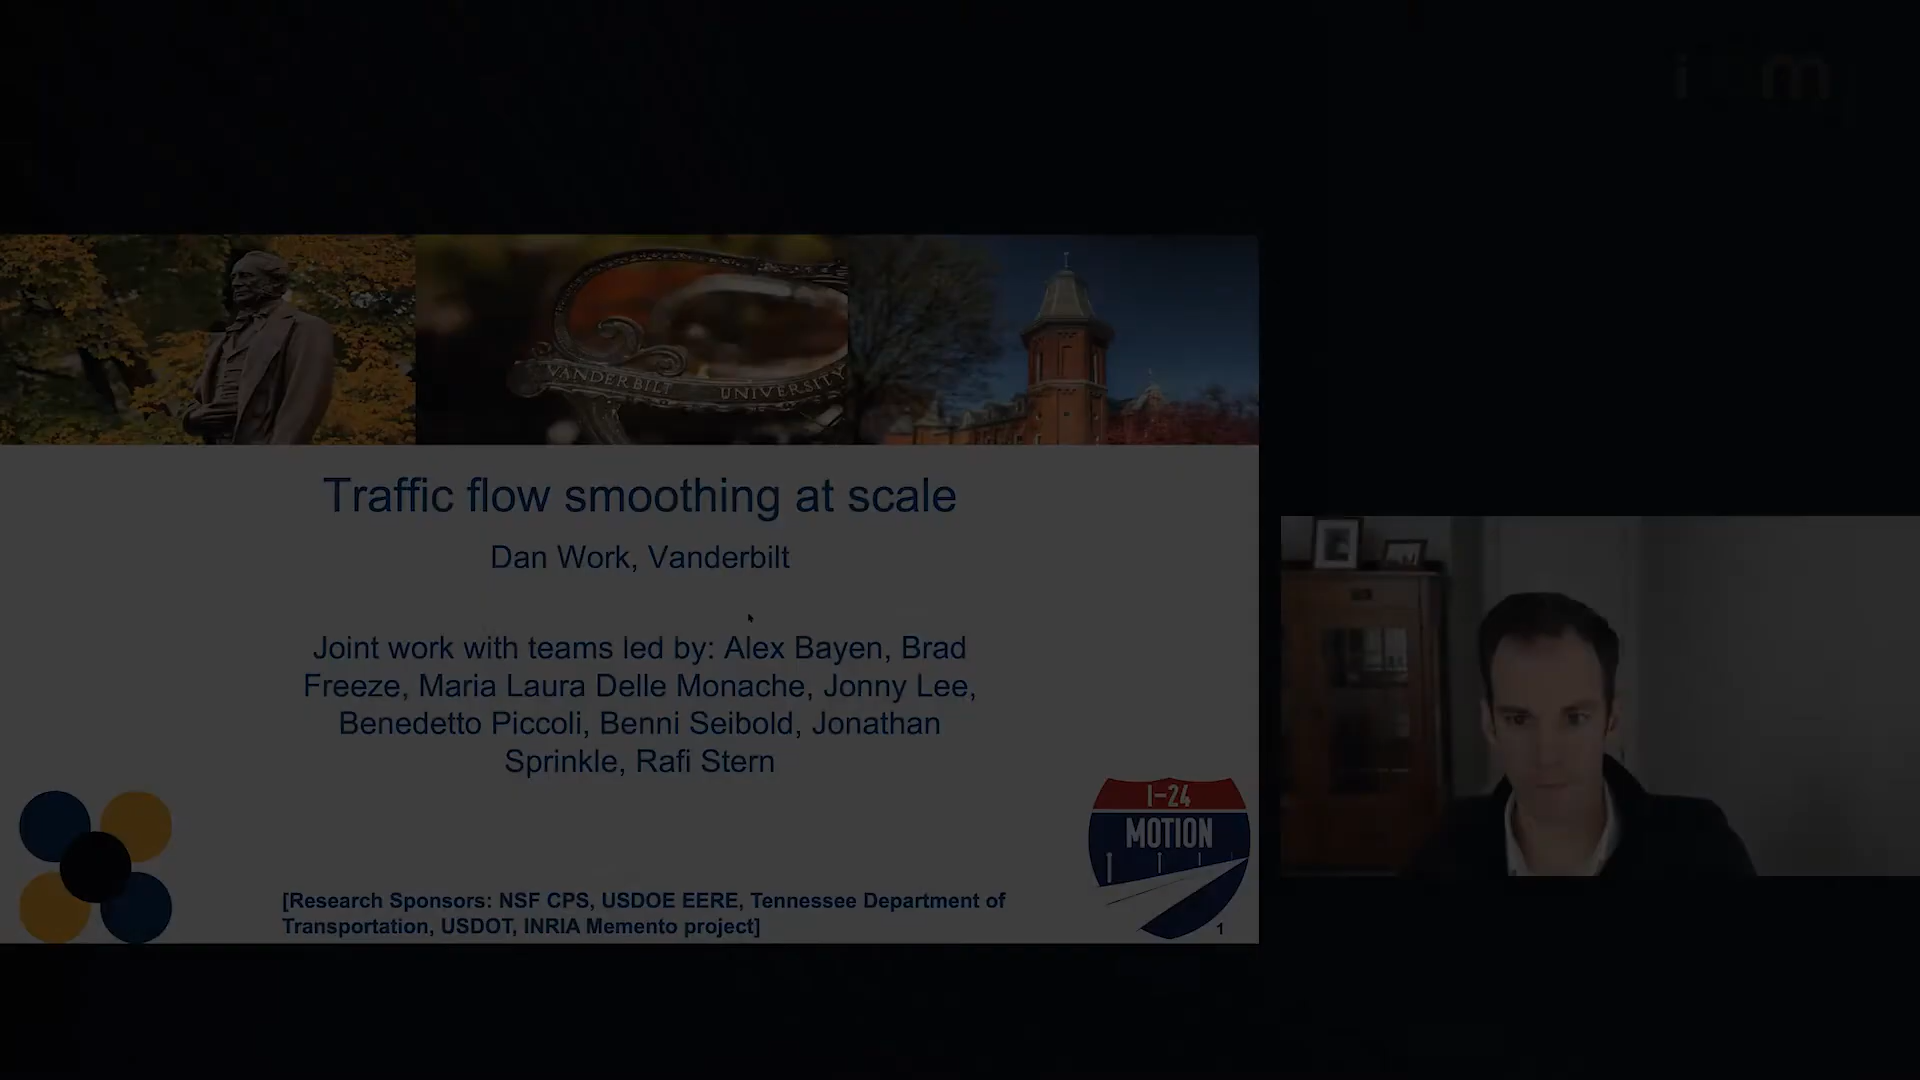 VANDERBILT UNIVERSITY
Traffic flow smoothing at scale
Dan Work, Vanderbilt
Joint work with teams led by: Alex Bayen, Brad
Freeze, Maria Laura Delle Monache, Jonny Lee,
Benedetto Piccoli, Benni Seibold, Jonathan
Sprinkle, Rafi Stern
I-24
MOTION
[Research Sponsors: NSF CPS, USDOE EERE, Tennessee Department of
Transportation, USDOT, INRIA Memento project]
1